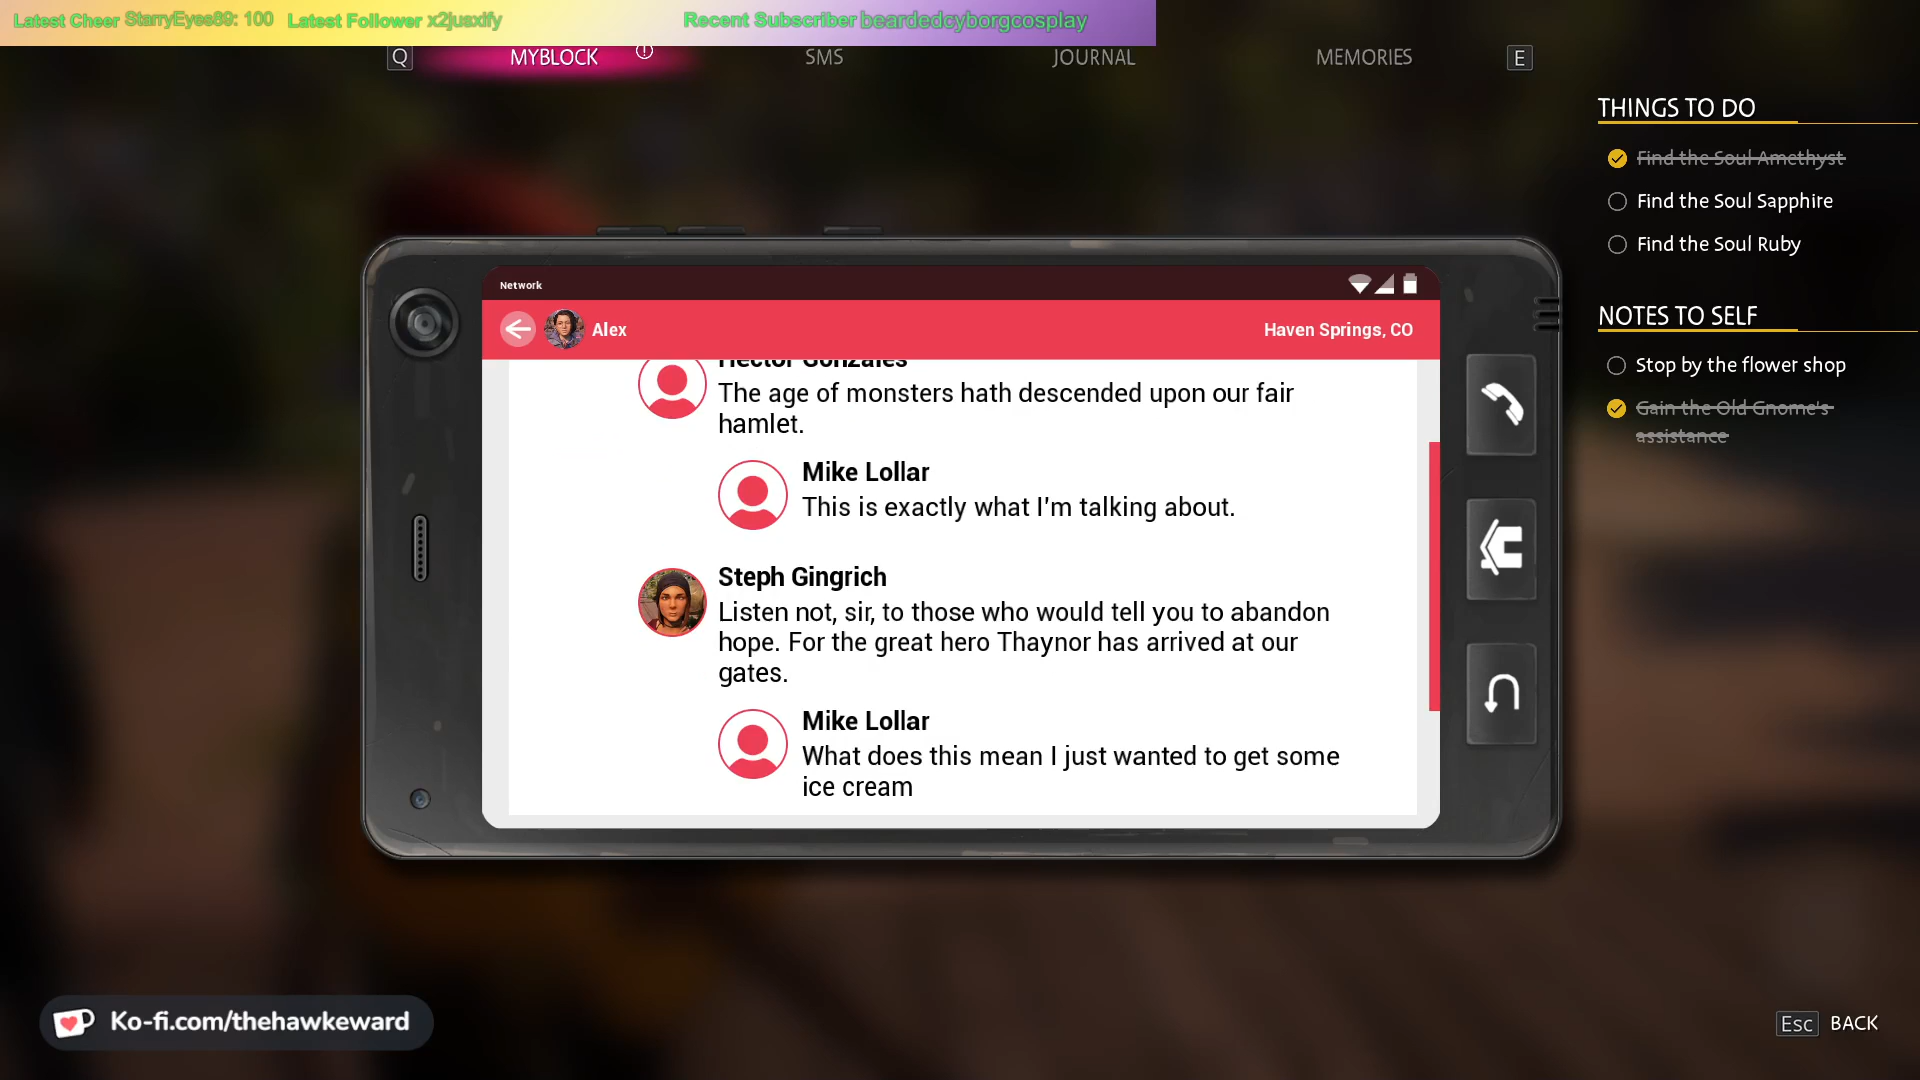 Latest Cheer StarryEyes89: 100 Latest Follower x2juaxify Recent Subscriber beardedcyborgcosplay
Q MYBLOCK ! SMS JOURNAL MEMORIES E
THINGS TO DO
Find the Soul Amethyst
Find the Soul Sapphire
Find the Soul Ruby
NOTES TO SELF
Stop by the flower shop
Gain the Old Gnome's
assistance
Network
Alex Haven Springs, CO
Hector Gonzales
The age of monsters hath descended upon our fair
hamlet.
Mike Lollar
This is exactly what I'm talking about.
Steph Gingrich
Listen not, sir, to those who would tell you to abandon
hope. For the great hero Thaynor has arrived at our
gates.
Mike Lollar
What does this mean I just wanted to get some
ice cream
Ko-fi.com/thehawkeward
Esc BACK